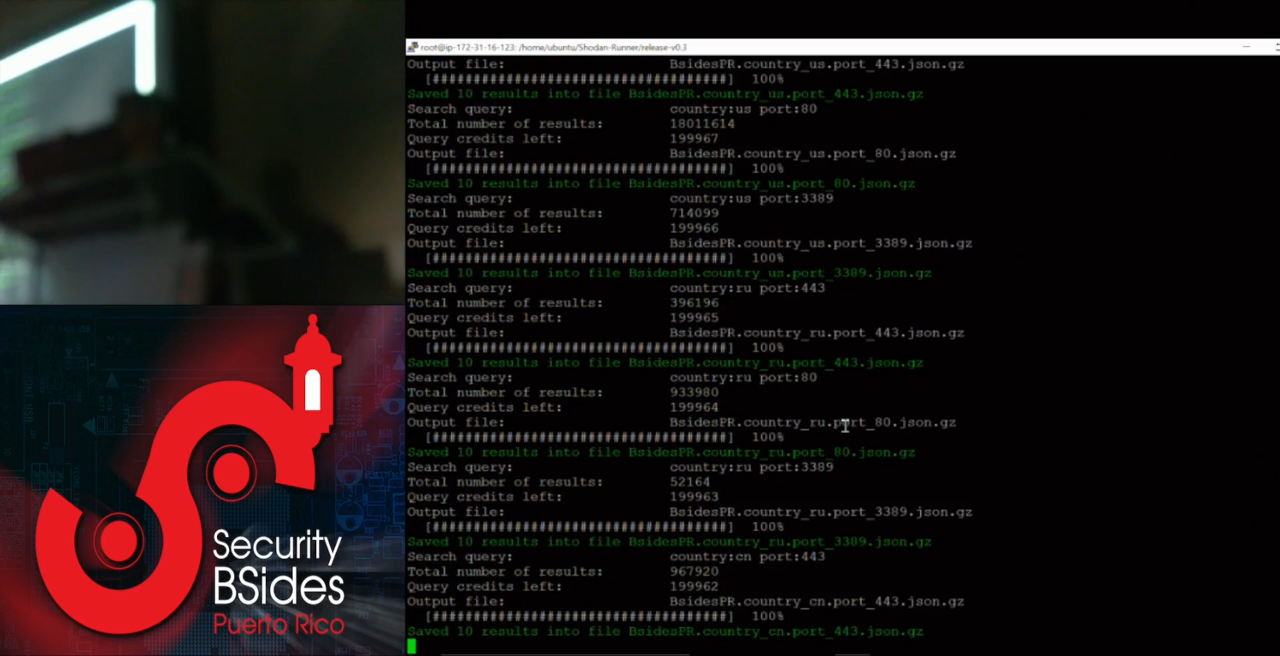 root@ip-172-31-16-123: /home/ubuntu/Shodan-Runner/release-v0.3
Output file: BsidesPR.country_us.port_443.json.gz
[####################################] 100%
Saved 10 results into file BsidesPR.country_us.port_443.json.gz
Search query: country:us port:80
Total number of results: 18011614
Query credits left: 199967
Output file: BsidesPR.country_us.port_80.json.gz
[####################################] 100%
Saved 10 results into file BsidesPR.country_us.port_80.json.gz
Search query: country:us port:3389
Total number of results: 714099
Query credits left: 199966
Output file: BsidesPR.country_us.port_3389.json.gz
[####################################] 100%
Saved 10 results into file BsidesPR.country_us.port_3389.json.gz
Search query: country:ru port:443
Total number of results: 396196
Query credits left: 199965
Output file: BsidesPR.country_ru.port_443.json.gz
[####################################] 100%
Saved 10 results into file BsidesPR.country_ru.port_443.json.gz
Search query: country:ru port:80
Total number of results: 933980
Query credits left: 199964
Output file: BsidesPR.country_ru.port_80.json.gz
[####################################] 100%
Saved 10 results into file BsidesPR.country_ru.port_80.json.gz
Search query: country:ru port:3389
Total number of results: 52164
Query credits left: 199963
Output file: BsidesPR.country_ru.port_3389.json.gz
[####################################] 100%
Saved 10 results into file BsidesPR.country_ru.port_3389.json.gz
Search query: country:cn port:443
Total number of results: 967920
Query credits left: 199962
Output file: BsidesPR.country_cn.port_443.json.gz
[####################################] 100%
Saved 10 results into file BsidesPR.country_cn.port_443.json.gz
Security
BSides
Puerto Rico